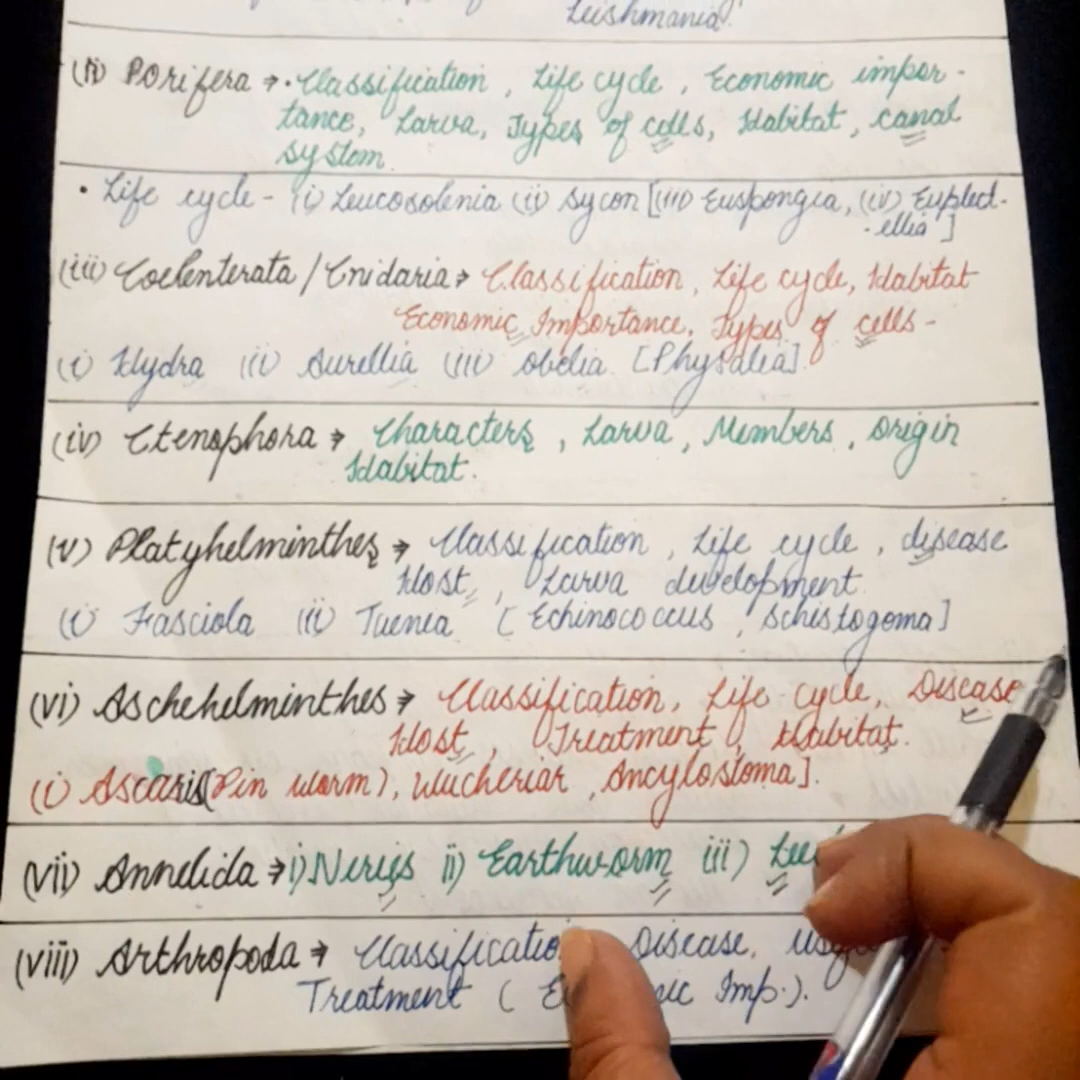 Leishmania.
(ii) Porifera → • Classification, Life cycle, Economic impor-
tance, Larva, Types of cells, Habitat, canal
system
• Life cycle - (i) Leucosolenia (ii) Sycon [(iii) Euspongia, (iv) Euplect-
-ellia]
(iii) Coelenterata / Cnidaria → Classification, Life cycle, Habitat
Economic Importance, Types of cells -
(i) Hydra (ii) Aurellia (iii) Obelia [Physalia]
(iv) Ctenophora → Characters, Larva, Members, Origin
Habitat.
(v) Platyhelminthes → Classification, Life cycle, disease
Host, Larva development
(i) Fasciola (ii) Taenia [Echinococcus, Schistogoma]
(vi) Aschehelminthes → Classification, Life cycle, Disease
Host, Treatment, Habitat.
(i) Ascaris [(Pin worm), Wucheriar, Ancylostoma].
(vii) Annelida → i) Neries ii) Earthworm iii)
(viii) Arthropoda → Disease,
Treatment ( Imp.).